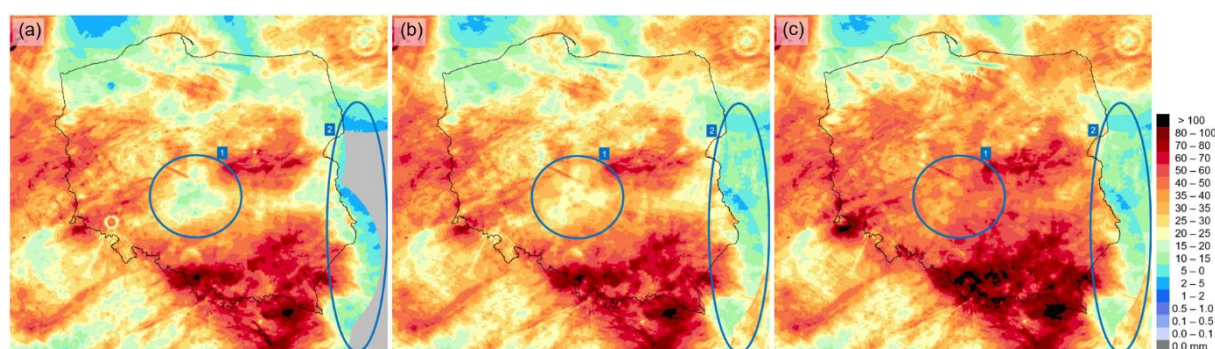 (a)
(b)
(c)
1
2
1
2
1
2
> 100
80 – 100
70 – 80
60 – 70
50 – 60
40 – 50
35 – 40
30 – 35
25 – 30
20 – 25
15 – 20
10 – 15
5 – 0
2 – 5
1 – 2
0.5 – 1.0
0.1 – 0.5
0.0 – 0.1
0.0 mm